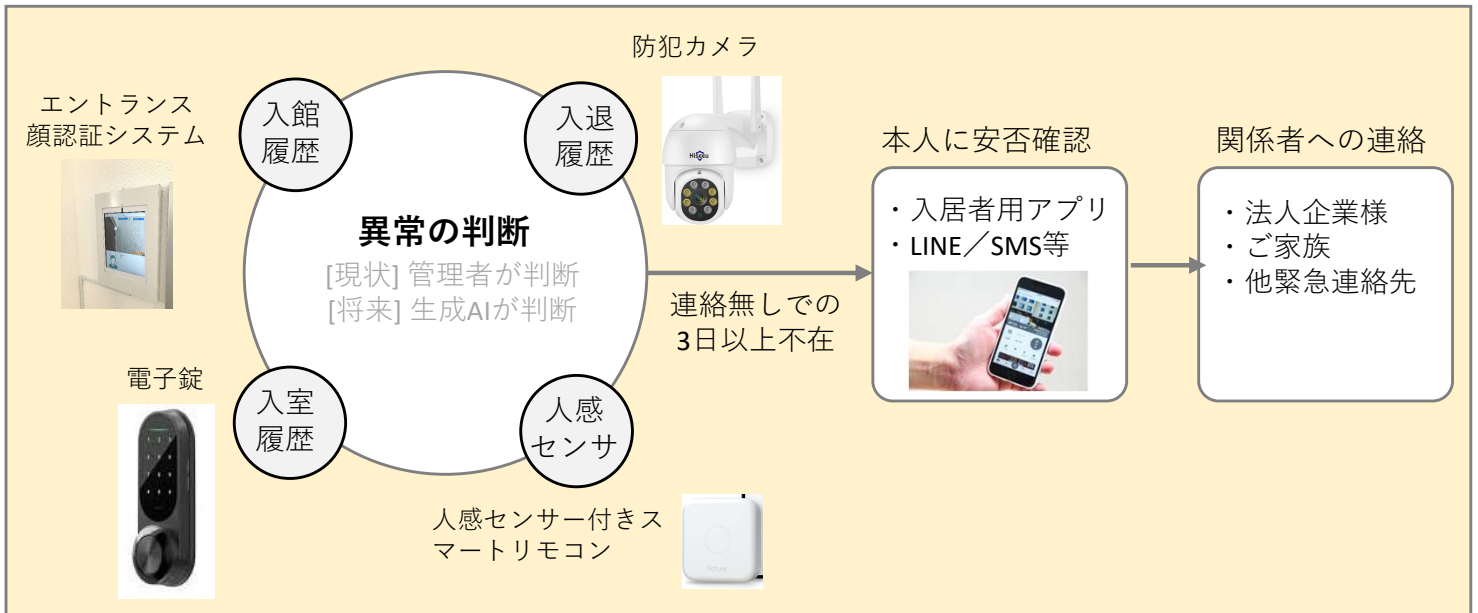 防犯カメラ
エントランス
顔認証システム
入館
履歴
入退
履歴
HiSeeu
異常の判断
[現状] 管理者が判断
[将来] 生成AIが判断
電子錠
入室
履歴
人感
センサ
人感センサー付きス
マートリモコン
連絡無しでの
3日以上不在
本人に安否確認
・入居者用アプリ
・LINE／SMS等
関係者への連絡
・法人企業様
・ご家族
・他緊急連絡先